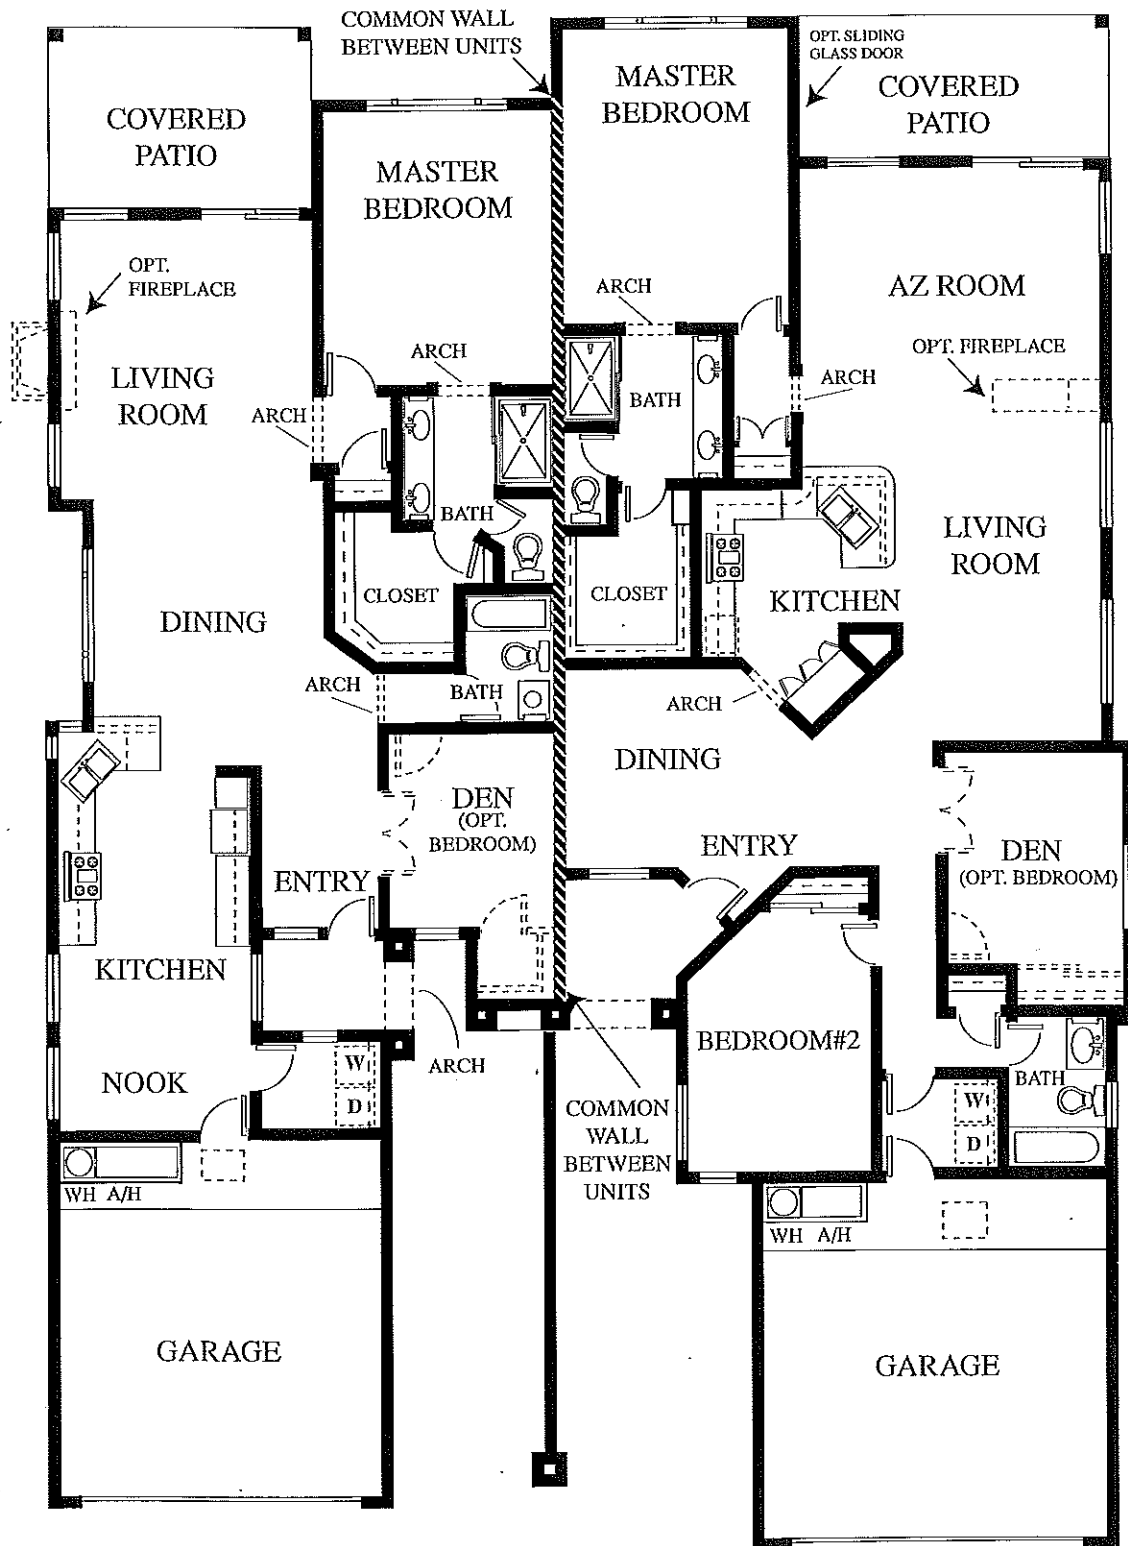 COMMON WALL
BETWEEN UNITS
OPT. SLIDING
GLASS DOOR
COVERED
PATIO
MASTER
BEDROOM
MASTER
BEDROOM
COVERED
PATIO
OPT.
FIREPLACE
LIVING
ROOM
ARCH
ARCH
ARCH
AZ ROOM
OPT. FIREPLACE
ARCH
BATH
BATH
CLOSET
CLOSET
KITCHEN
LIVING
ROOM
DINING
ARCH
BATH
ARCH
DINING
DEN
(OPT.
BEDROOM)
ENTRY
ENTRY
DEN
(OPT. BEDROOM)
KITCHEN
NOOK
W
D
ARCH
BEDROOM#2
COMMON
WALL
BETWEEN
UNITS
BATH
W
D
WH A/H
WH A/H
GARAGE
GARAGE